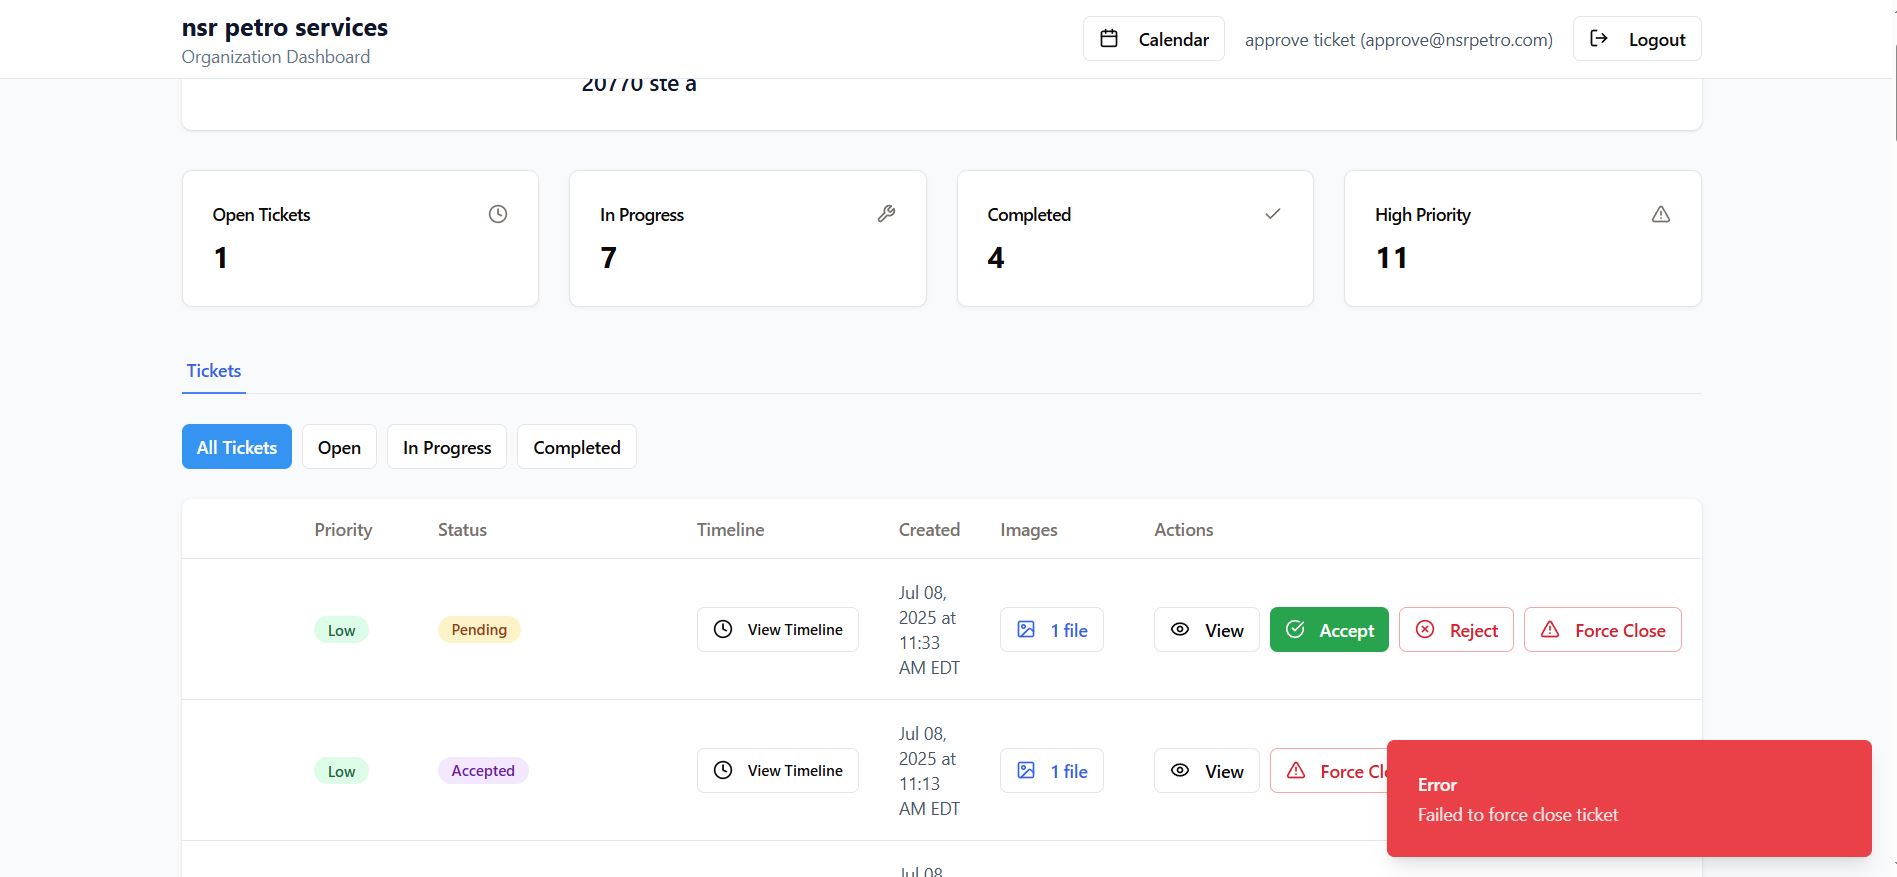 nsr petro services
Organization Dashboard
Calendar
approve ticket (approve@nsrpetro.com)
Logout
20770 ste a
Open Tickets
1
In Progress
7
Completed
4
High Priority
11
Tickets
All Tickets
Open
In Progress
Completed
Priority Status Timeline Created Images Actions
Low Pending View Timeline
Jul 08,
2025 at
11:33
AM EDT
1 file View Accept Reject Force Close
Low Accepted View Timeline
Jul 08,
2025 at
11:13
AM EDT
1 file View Force Clo
Error
Failed to force close ticket
Jul 08